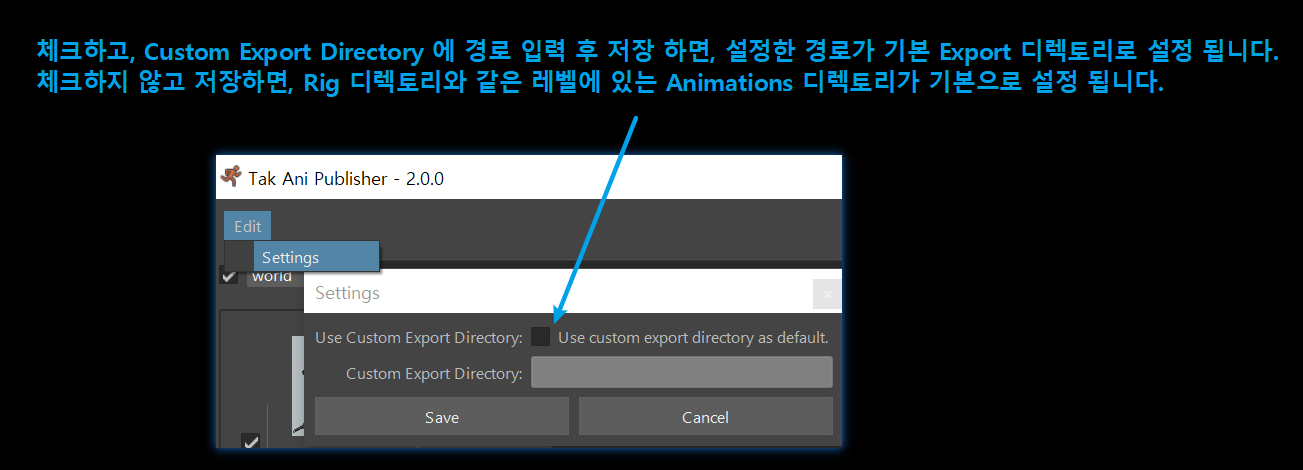 체크하고, Custom Export Directory 에 경로 입력 후 저장 하면, 설정한 경로가 기본 Export 디렉토리로 설정 됩니다.
체크하지 않고 저장하면, Rig 디렉토리와 같은 레벨에 있는 Animations 디렉토리가 기본으로 설정 됩니다.
Tak Ani Publisher - 2.0.0
Edit
Settings
world
Settings
Use Custom Export Directory: Use custom export directory as default.
Custom Export Directory:
Save Cancel